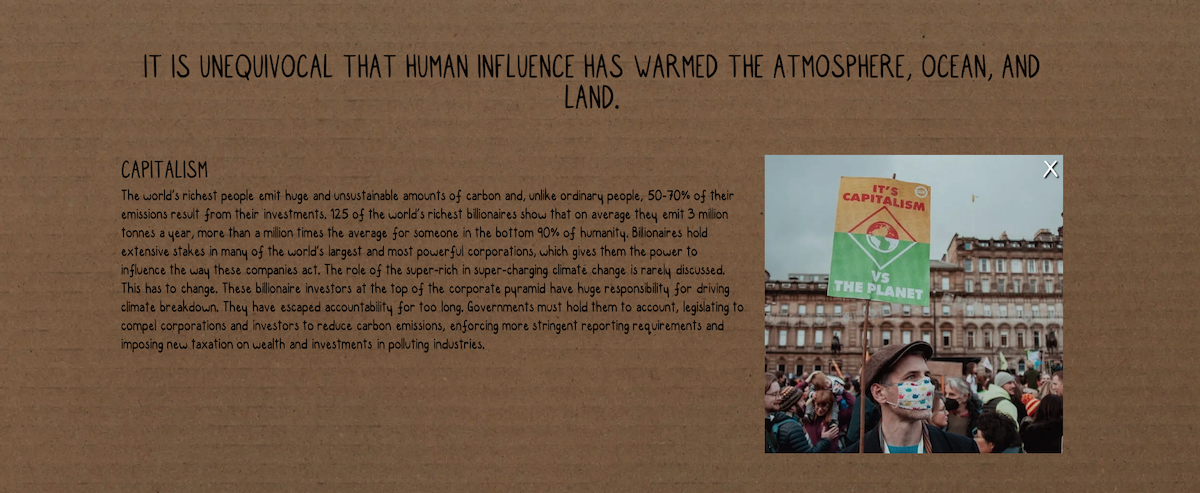 IT IS UNEQUIVOCAL THAT HUMAN INFLUENCE HAS WARMED THE ATMOSPHERE, OCEAN, AND
LAND.
CAPITALISM
The world's richest people emit huge and unsustainable amounts of carbon and, unlike ordinary people, 50-70% of their
emissions result from their investments. 125 of the world's richest billionaires show that on average they emit 3 million
tonnes a year, more than a million times the average for someone in the bottom 90% of humanity. Billionaires hold
extensive stakes in many of the world's largest and most powerful corporations, which gives them the power to
influence the way these companies act. The role of the super-rich in super-charging climate change is rarely discussed.
This has to change. These billionaire investors at the top of the corporate pyramid have huge responsibility for driving
climate breakdown. They have escaped accountability for too long. Governments must hold them to account, legislating to
compel corporations and investors to reduce carbon emissions, enforcing more stringent reporting requirements and
imposing new taxation on wealth and investments in polluting industries.
X
IT'S
CAPITALISM
VS
THE PLANET